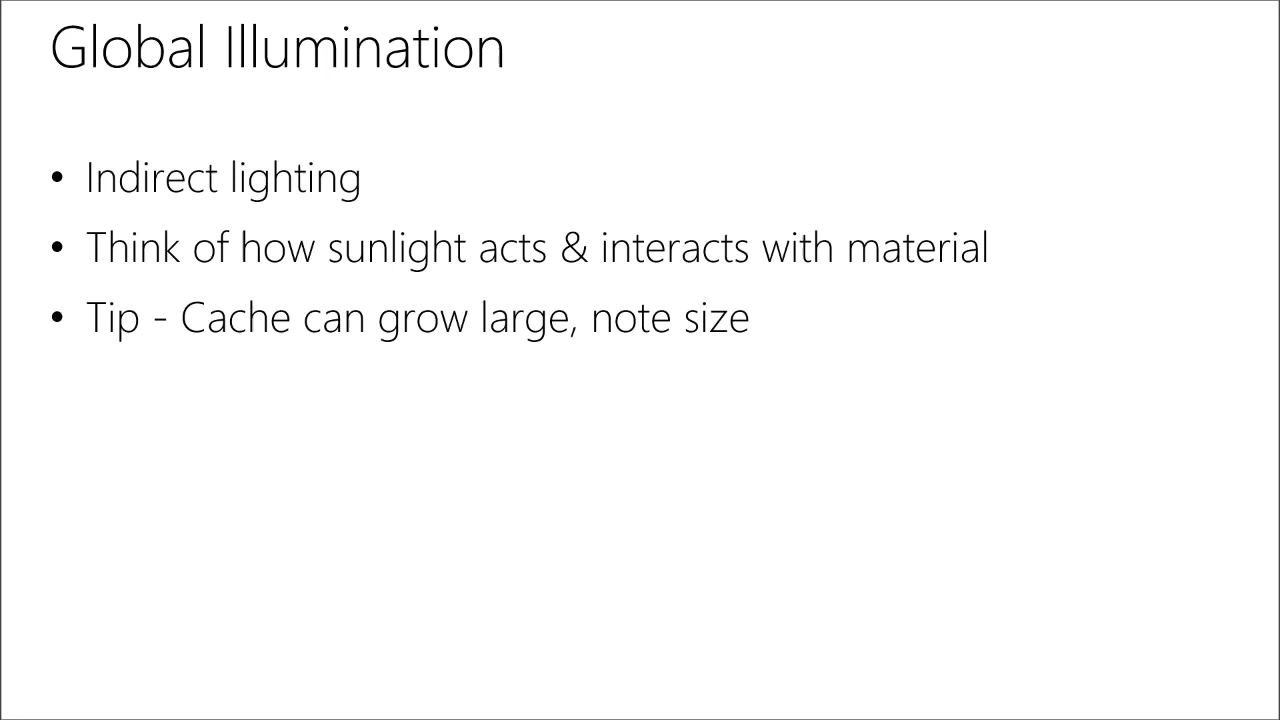 Global Illumination
• Indirect lighting
• Think of how sunlight acts & interacts with material
• Tip - Cache can grow large, note size